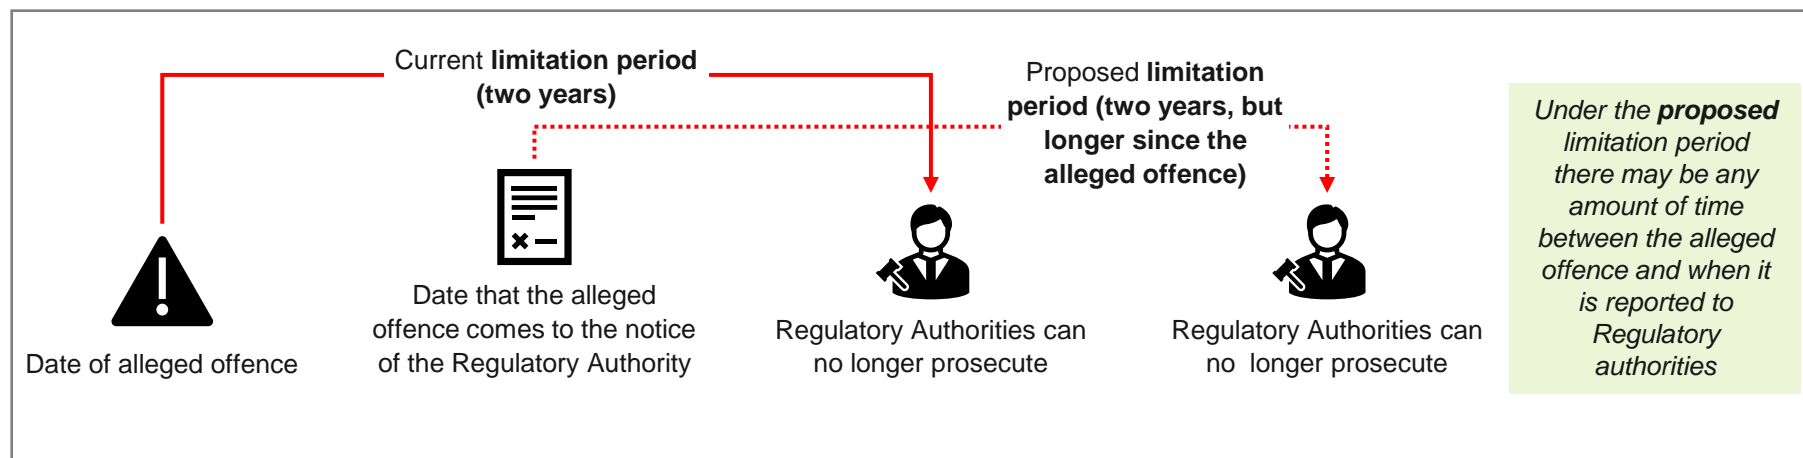 Current limitation period
(two years)
Proposed limitation
period (two years, but
longer since the
alleged offence)
Date of alleged offence
Date that the alleged
offence comes to the notice
of the Regulatory Authority
Regulatory Authorities can
no longer prosecute
Regulatory Authorities can
no longer prosecute
Under the proposed
limitation period
there may be any
amount of time
between the alleged
offence and when it
is reported to
Regulatory
authorities